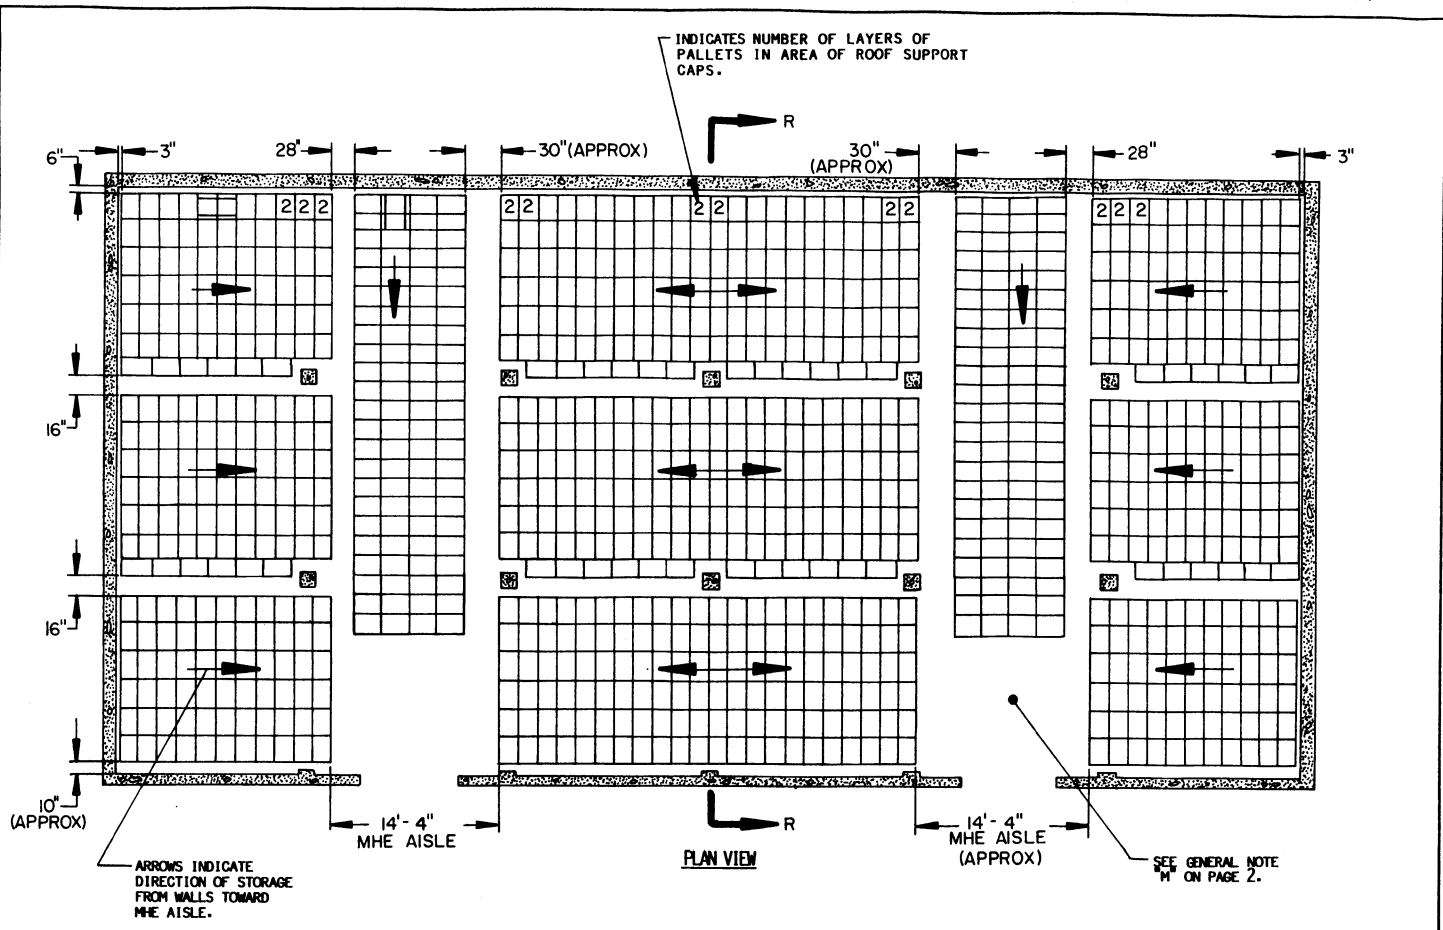 INDICATES NUMBER OF LAYERS OF
PALLETS IN AREA OF ROOF SUPPORT
CAPS.
R
6"
3"
28"
30"(APPROX)
30"
(APPROX)
28"
3"
2 2 2
2 2
2 2
2 2
2 2 2
16"
16"
10"
(APPROX)
14'-4"
MHE AISLE
R
14'-4"
MHE AISLE
(APPROX)
PLAN VIEW
ARROWS INDICATE
DIRECTION OF STORAGE
FROM WALLS TOWARD
MHE AISLE.
SEE GENERAL NOTE
"M" ON PAGE 2.